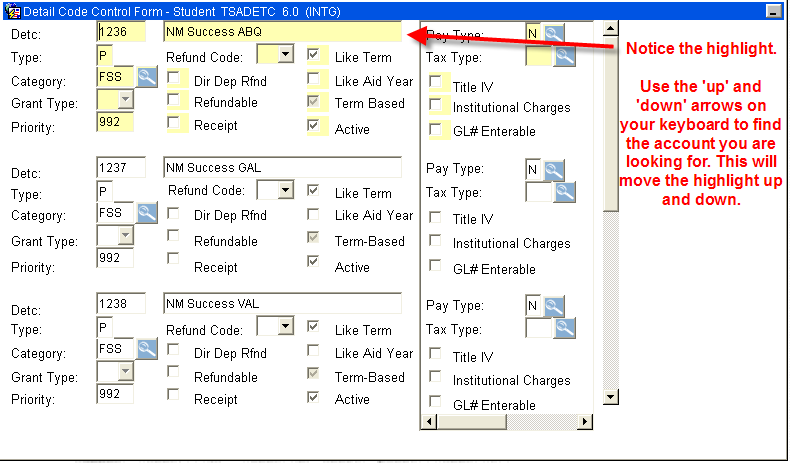 Detail Code Control Form - Student TSADETC 6.0 (INTG)
Detc: 1236 NM Success ABQ Pay Type: N
Type: P Refund Code: Like Term Tax Type:
Category: FSS Dir Dep Rfnd Like Aid Year Title IV
Grant Type: Refundable Term Based Institutional Charges
Priority: 992 Receipt Active GL# Enterable
Detc: 1237 NM Success GAL Pay Type: N
Type: P Refund Code: Like Term Tax Type:
Category: FSS Dir Dep Rfnd Like Aid Year Title IV
Grant Type: Refundable Term-Based Institutional Charges
Priority: 992 Receipt Active GL# Enterable
Detc: 1238 NM Success VAL Pay Type: N
Type: P Refund Code: Like Term Tax Type:
Category: FSS Dir Dep Rfnd Like Aid Year Title IV
Grant Type: Refundable Term-Based Institutional Charges
Priority: 992 Receipt Active GL# Enterable
Notice the highlight.
Use the 'up' and
'down' arrows on
your keyboard to find
the account you are
looking for. This will
move the highlight up
and down.